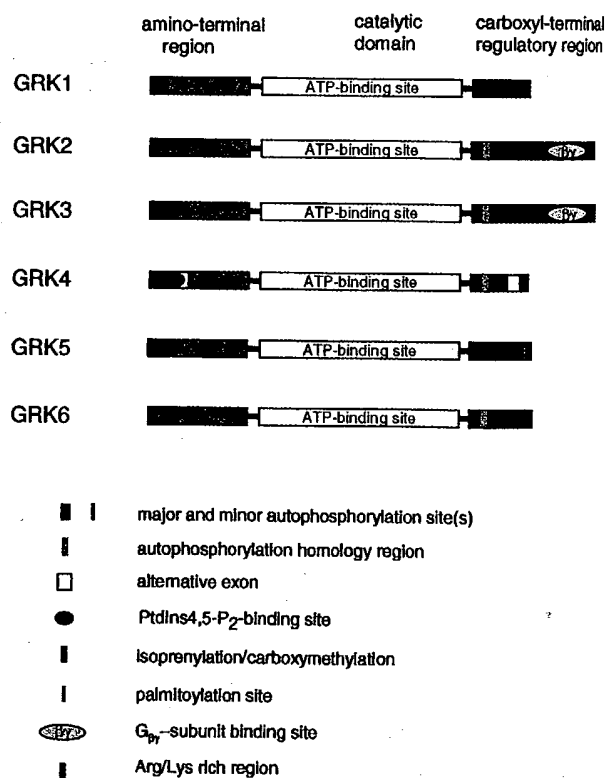 amino-terminal region
catalytic domain
carboxyl-terminal regulatory region
GRK1 ATP-binding site
GRK2 ATP-binding site βγ
GRK3 ATP-binding site βγ
GRK4 ATP-binding site
GRK5 ATP-binding site
GRK6 ATP-binding site
major and minor autophosphorylation site(s)
autophosphorylation homology region
alternative exon
PtdIns4,5-P2-binding site
isoprenylation/carboxymethylation
palmitoylation site
βγ Gβγ-subunit binding site
Arg/Lys rich region